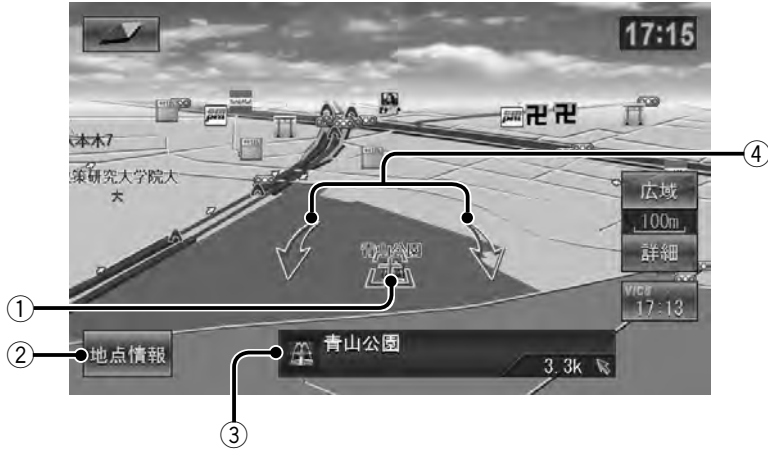 17:15
本木7
策研究大学院大
大
④
広域
100m
詳細
青山公園
①
VICS
17:13
②
地点情報
青山公園
3.3k
③